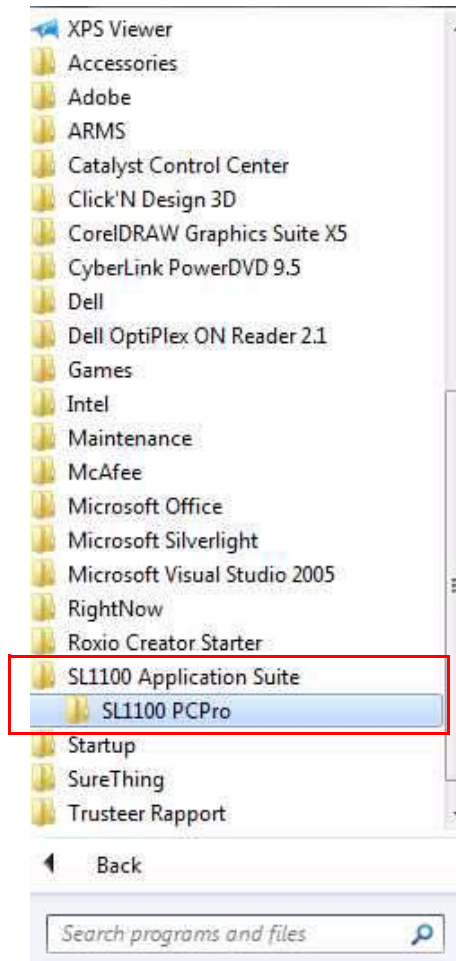 XPS Viewer
Accessories
Adobe
ARMS
Catalyst Control Center
Click'N Design 3D
CorelDRAW Graphics Suite X5
CyberLink PowerDVD 9.5
Dell
Dell OptiPlex ON Reader 2.1
Games
Intel
Maintenance
McAfee
Microsoft Office
Microsoft Silverlight
Microsoft Visual Studio 2005
RightNow
Roxio Creator Starter
SL1100 Application Suite
SL1100 PCPro
Startup
SureThing
Trusteer Rapport
Back
Search programs and files